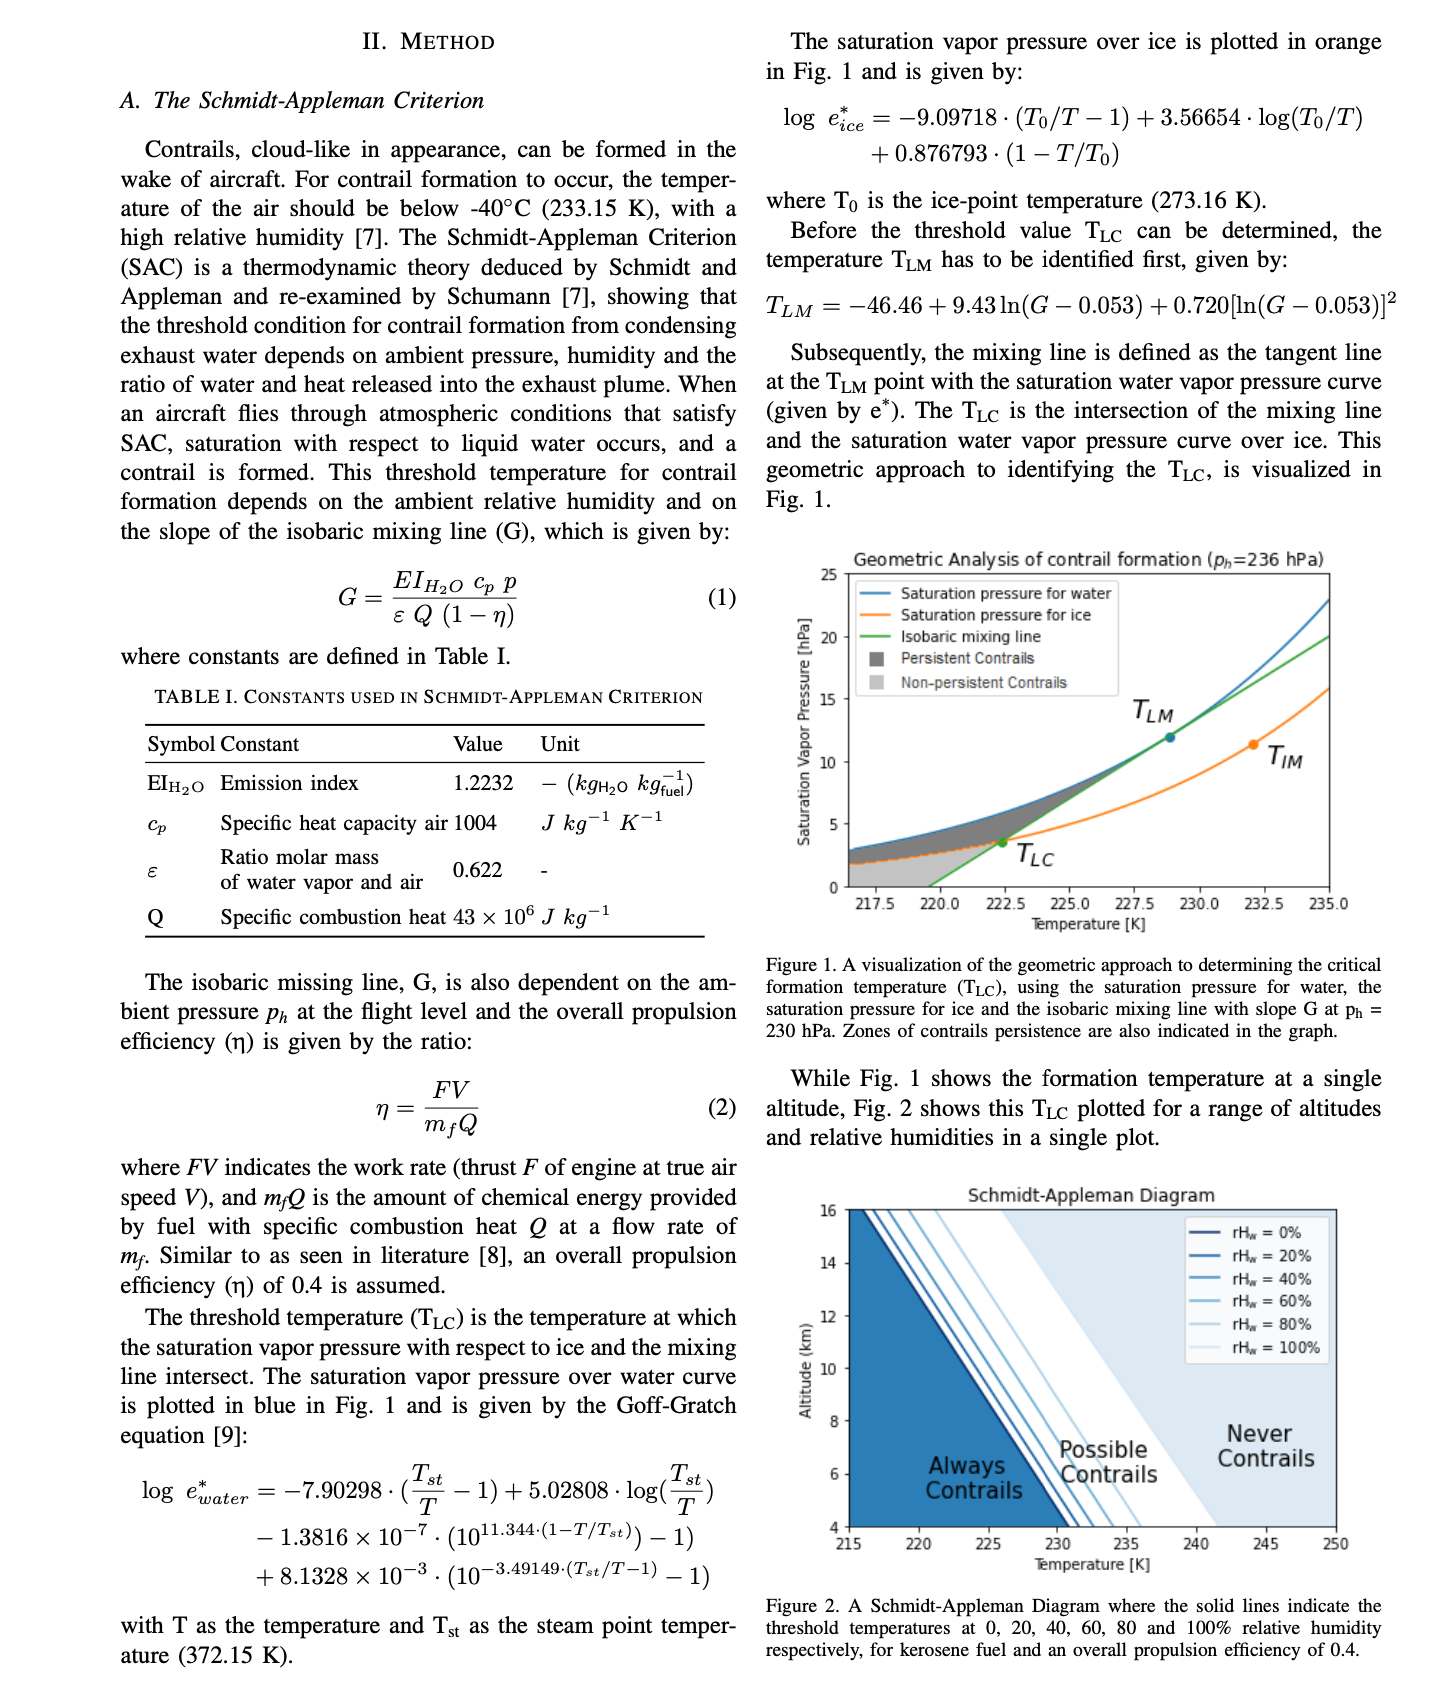 II. METHOD
A. The Schmidt-Appleman Criterion
Contrails, cloud-like in appearance, can be formed in the
wake of aircraft. For contrail formation to occur, the temper-
ature of the air should be below -40°C (233.15 K), with a
high relative humidity [7]. The Schmidt-Appleman Criterion
(SAC) is a thermodynamic theory deduced by Schmidt and
Appleman and re-examined by Schumann [7], showing that
the threshold condition for contrail formation from condensing
exhaust water depends on ambient pressure, humidity and the
ratio of water and heat released into the exhaust plume. When
an aircraft flies through atmospheric conditions that satisfy
SAC, saturation with respect to liquid water occurs, and a
contrail is formed. This threshold temperature for contrail
formation depends on the ambient relative humidity and on
the slope of the isobaric mixing line (G), which is given by:
G = \frac{EI_{H_2O} c_p p}{ε Q (1 − η)} (1)
where constants are defined in Table I.
TABLE I. CONSTANTS USED IN SCHMIDT-APPLEMAN CRITERION
Symbol Constant Value Unit
EI_{H_2O} Emission index 1.2232 − (kg_{H_2O} kg_{fuel}^{−1})
c_p Specific heat capacity air 1004 J kg^{−1} K^{−1}
ε Ratio molar mass of water vapor and air 0.622 -
Q Specific combustion heat 43 × 10^6 J kg^{−1}
The isobaric missing line, G, is also dependent on the am-
bient pressure p_h at the flight level and the overall propulsion
efficiency (η) is given by the ratio:
η = \frac{FV}{m_f Q} (2)
where FV indicates the work rate (thrust F of engine at true air
speed V), and m_fQ is the amount of chemical energy provided
by fuel with specific combustion heat Q at a flow rate of
m_f. Similar to as seen in literature [8], an overall propulsion
efficiency (η) of 0.4 is assumed.
The threshold temperature (T_{LC}) is the temperature at which
the saturation vapor pressure with respect to ice and the mixing
line intersect. The saturation vapor pressure over water curve
is plotted in blue in Fig. 1 and is given by the Goff-Gratch
equation [9]:
log e^*_{water} = −7.90298 · (\frac{T_{st}}{T} − 1) + 5.02808 · log(\frac{T_{st}}{T})
− 1.3816 × 10^{−7} · (10^{11.344·(1−T/T_{st})}) − 1)
+ 8.1328 × 10^{−3} · (10^{−3.49149·(T_{st}/T−1)} − 1)
with T as the temperature and T_{st} as the steam point temper-
ature (372.15 K).
The saturation vapor pressure over ice is plotted in orange
in Fig. 1 and is given by:
log e^*_{ice} = −9.09718 · (T_0/T − 1) + 3.56654 · log(T_0/T)
+ 0.876793 · (1 − T/T_0)
where T_0 is the ice-point temperature (273.16 K).
Before the threshold value T_{LC} can be determined, the
temperature T_{LM} has to be identified first, given by:
T_{LM} = −46.46 + 9.43 ln(G − 0.053) + 0.720[ln(G − 0.053)]^2
Subsequently, the mixing line is defined as the tangent line
at the T_{LM} point with the saturation water vapor pressure curve
(given by e^*). The T_{LC} is the intersection of the mixing line
and the saturation water vapor pressure curve over ice. This
geometric approach to identifying the T_{LC}, is visualized in
Fig. 1.
Geometric Analysis of contrail formation (p_h=236 hPa)
Saturation pressure for water
Saturation pressure for ice
Isobaric mixing line
Persistent Contrails
Non-persistent Contrails
Saturation Vapor Pressure [hPa]
25
20
15
10
5
0
T_{LM}
T_{IM}
T_{LC}
217.5 220.0 222.5 225.0 227.5 230.0 232.5 235.0
Temperature [K]
Figure 1. A visualization of the geometric approach to determining the critical
formation temperature (T_{LC}), using the saturation pressure for water, the
saturation pressure for ice and the isobaric mixing line with slope G at p_h =
230 hPa. Zones of contrails persistence are also indicated in the graph.
While Fig. 1 shows the formation temperature at a single
altitude, Fig. 2 shows this T_{LC} plotted for a range of altitudes
and relative humidities in a single plot.
Schmidt-Appleman Diagram
rH_w = 0%
rH_w = 20%
rH_w = 40%
rH_w = 60%
rH_w = 80%
rH_w = 100%
Altitude (km)
16
14
12
10
8
6
4
Always
Contrails
Possible
Contrails
Never
Contrails
215 220 225 230 235 240 245 250
Temperature [K]
Figure 2. A Schmidt-Appleman Diagram where the solid lines indicate the
threshold temperatures at 0, 20, 40, 60, 80 and 100% relative humidity
respectively, for kerosene fuel and an overall propulsion efficiency of 0.4.